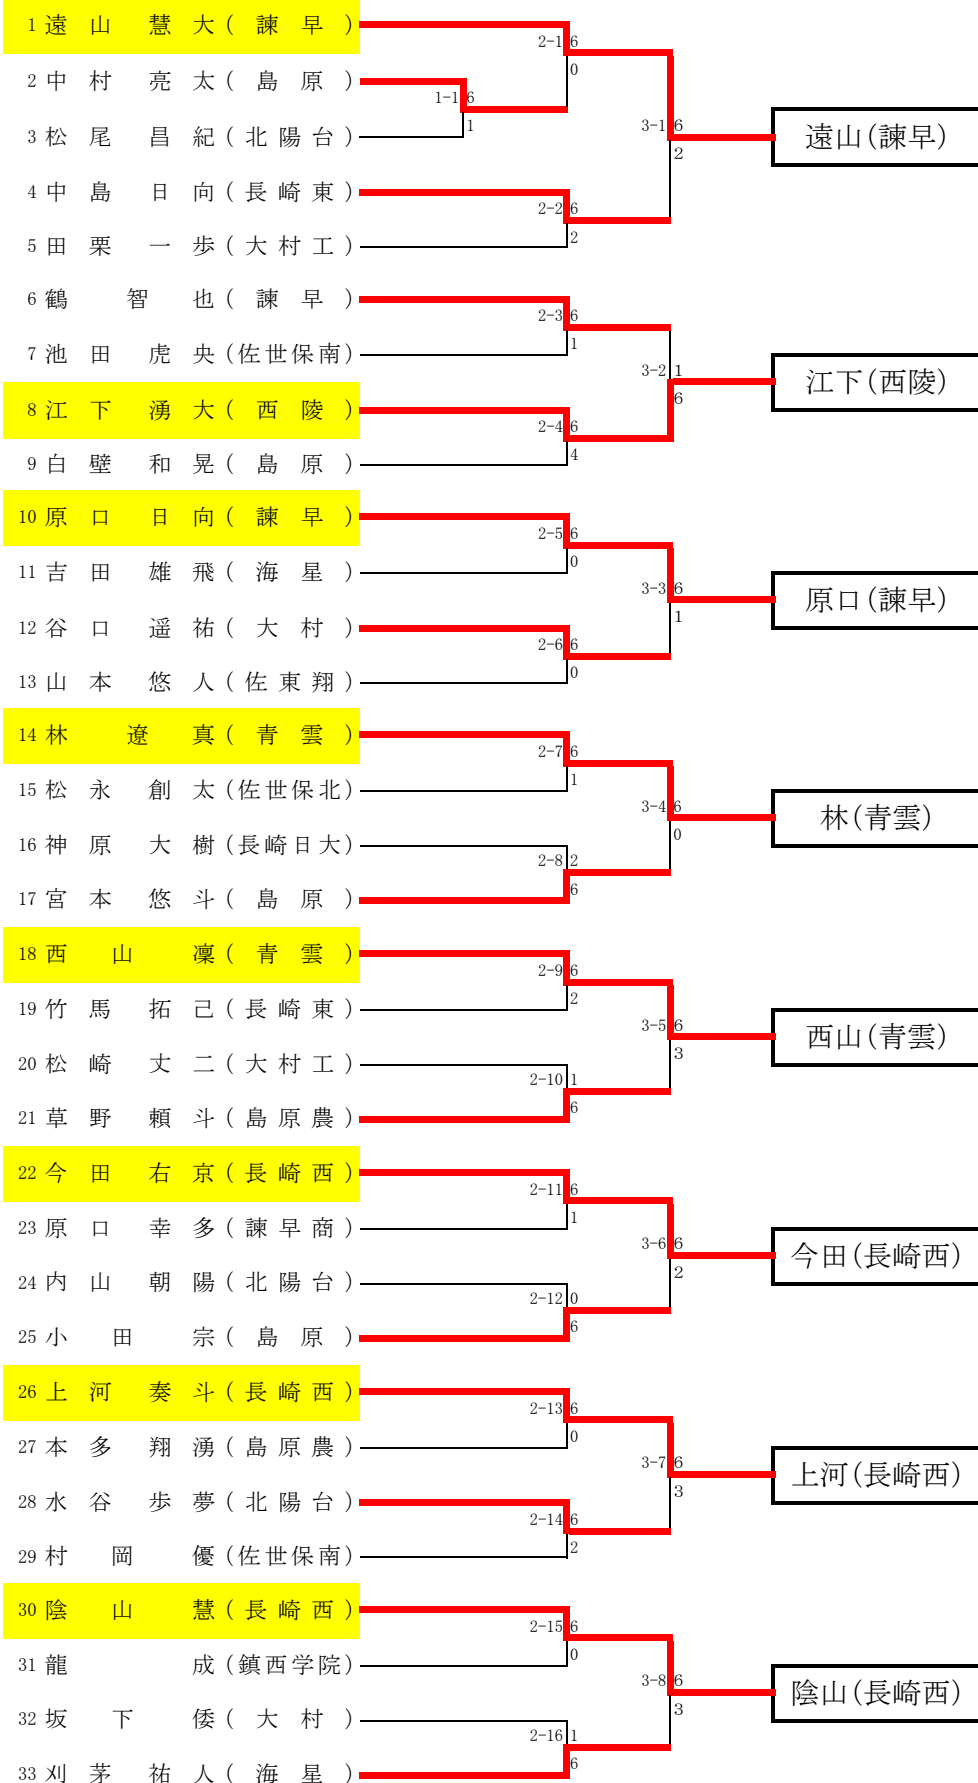 1 遠山 慧大(諫早)
2-1 6
0
2 中村 亮太(島原)
1-1 6
1
3 松尾 昌紀(北陽台)
3-1 6
2
遠山(諫早)
4 中島 日向(長崎東)
2-2 6
2
5 田栗 一歩(大村工)
6 鶴 智也(諫早)
2-3 6
1
7 池田 虎央(佐世保南)
3-2 1
6
江下(西陵)
8 江下 湧大(西陵)
2-4 6
4
9 白壁 和晃(島原)
10 原口 日向(諫早)
2-5 6
0
11 吉田 雄飛(海星)
3-3 6
1
原口(諫早)
12 谷口 遥祐(大村)
2-6 6
0
13 山本 悠人(佐東翔)
14 林 遼真(青雲)
2-7 6
1
15 松永 創太(佐世保北)
3-4 6
0
林(青雲)
16 神原 大樹(長崎日大)
2-8 2
6
17 宮本 悠斗(島原)
18 西山 凜(青雲)
2-9 6
2
19 竹馬 拓己(長崎東)
3-5 6
3
西山(青雲)
20 松崎 丈二(大村工)
2-10 1
6
21 草野 頼斗(島原農)
22 今田 右京(長崎西)
2-11 6
1
23 原口 幸多(諫早商)
3-6 6
2
今田(長崎西)
24 内山 朝陽(北陽台)
2-12 0
6
25 小田 宗(島原)
26 上河 奏斗(長崎西)
2-13 6
0
27 本多 翔湧(島原農)
3-7 6
3
上河(長崎西)
28 水谷 歩夢(北陽台)
2-14 6
2
29 村岡 優(佐世保南)
30 陰山 慧(長崎西)
2-15 6
0
31 龍 成(鎮西学院)
3-8 6
3
陰山(長崎西)
32 坂下 倭(大村)
2-16 1
6
33 刈茅 祐人(海星)